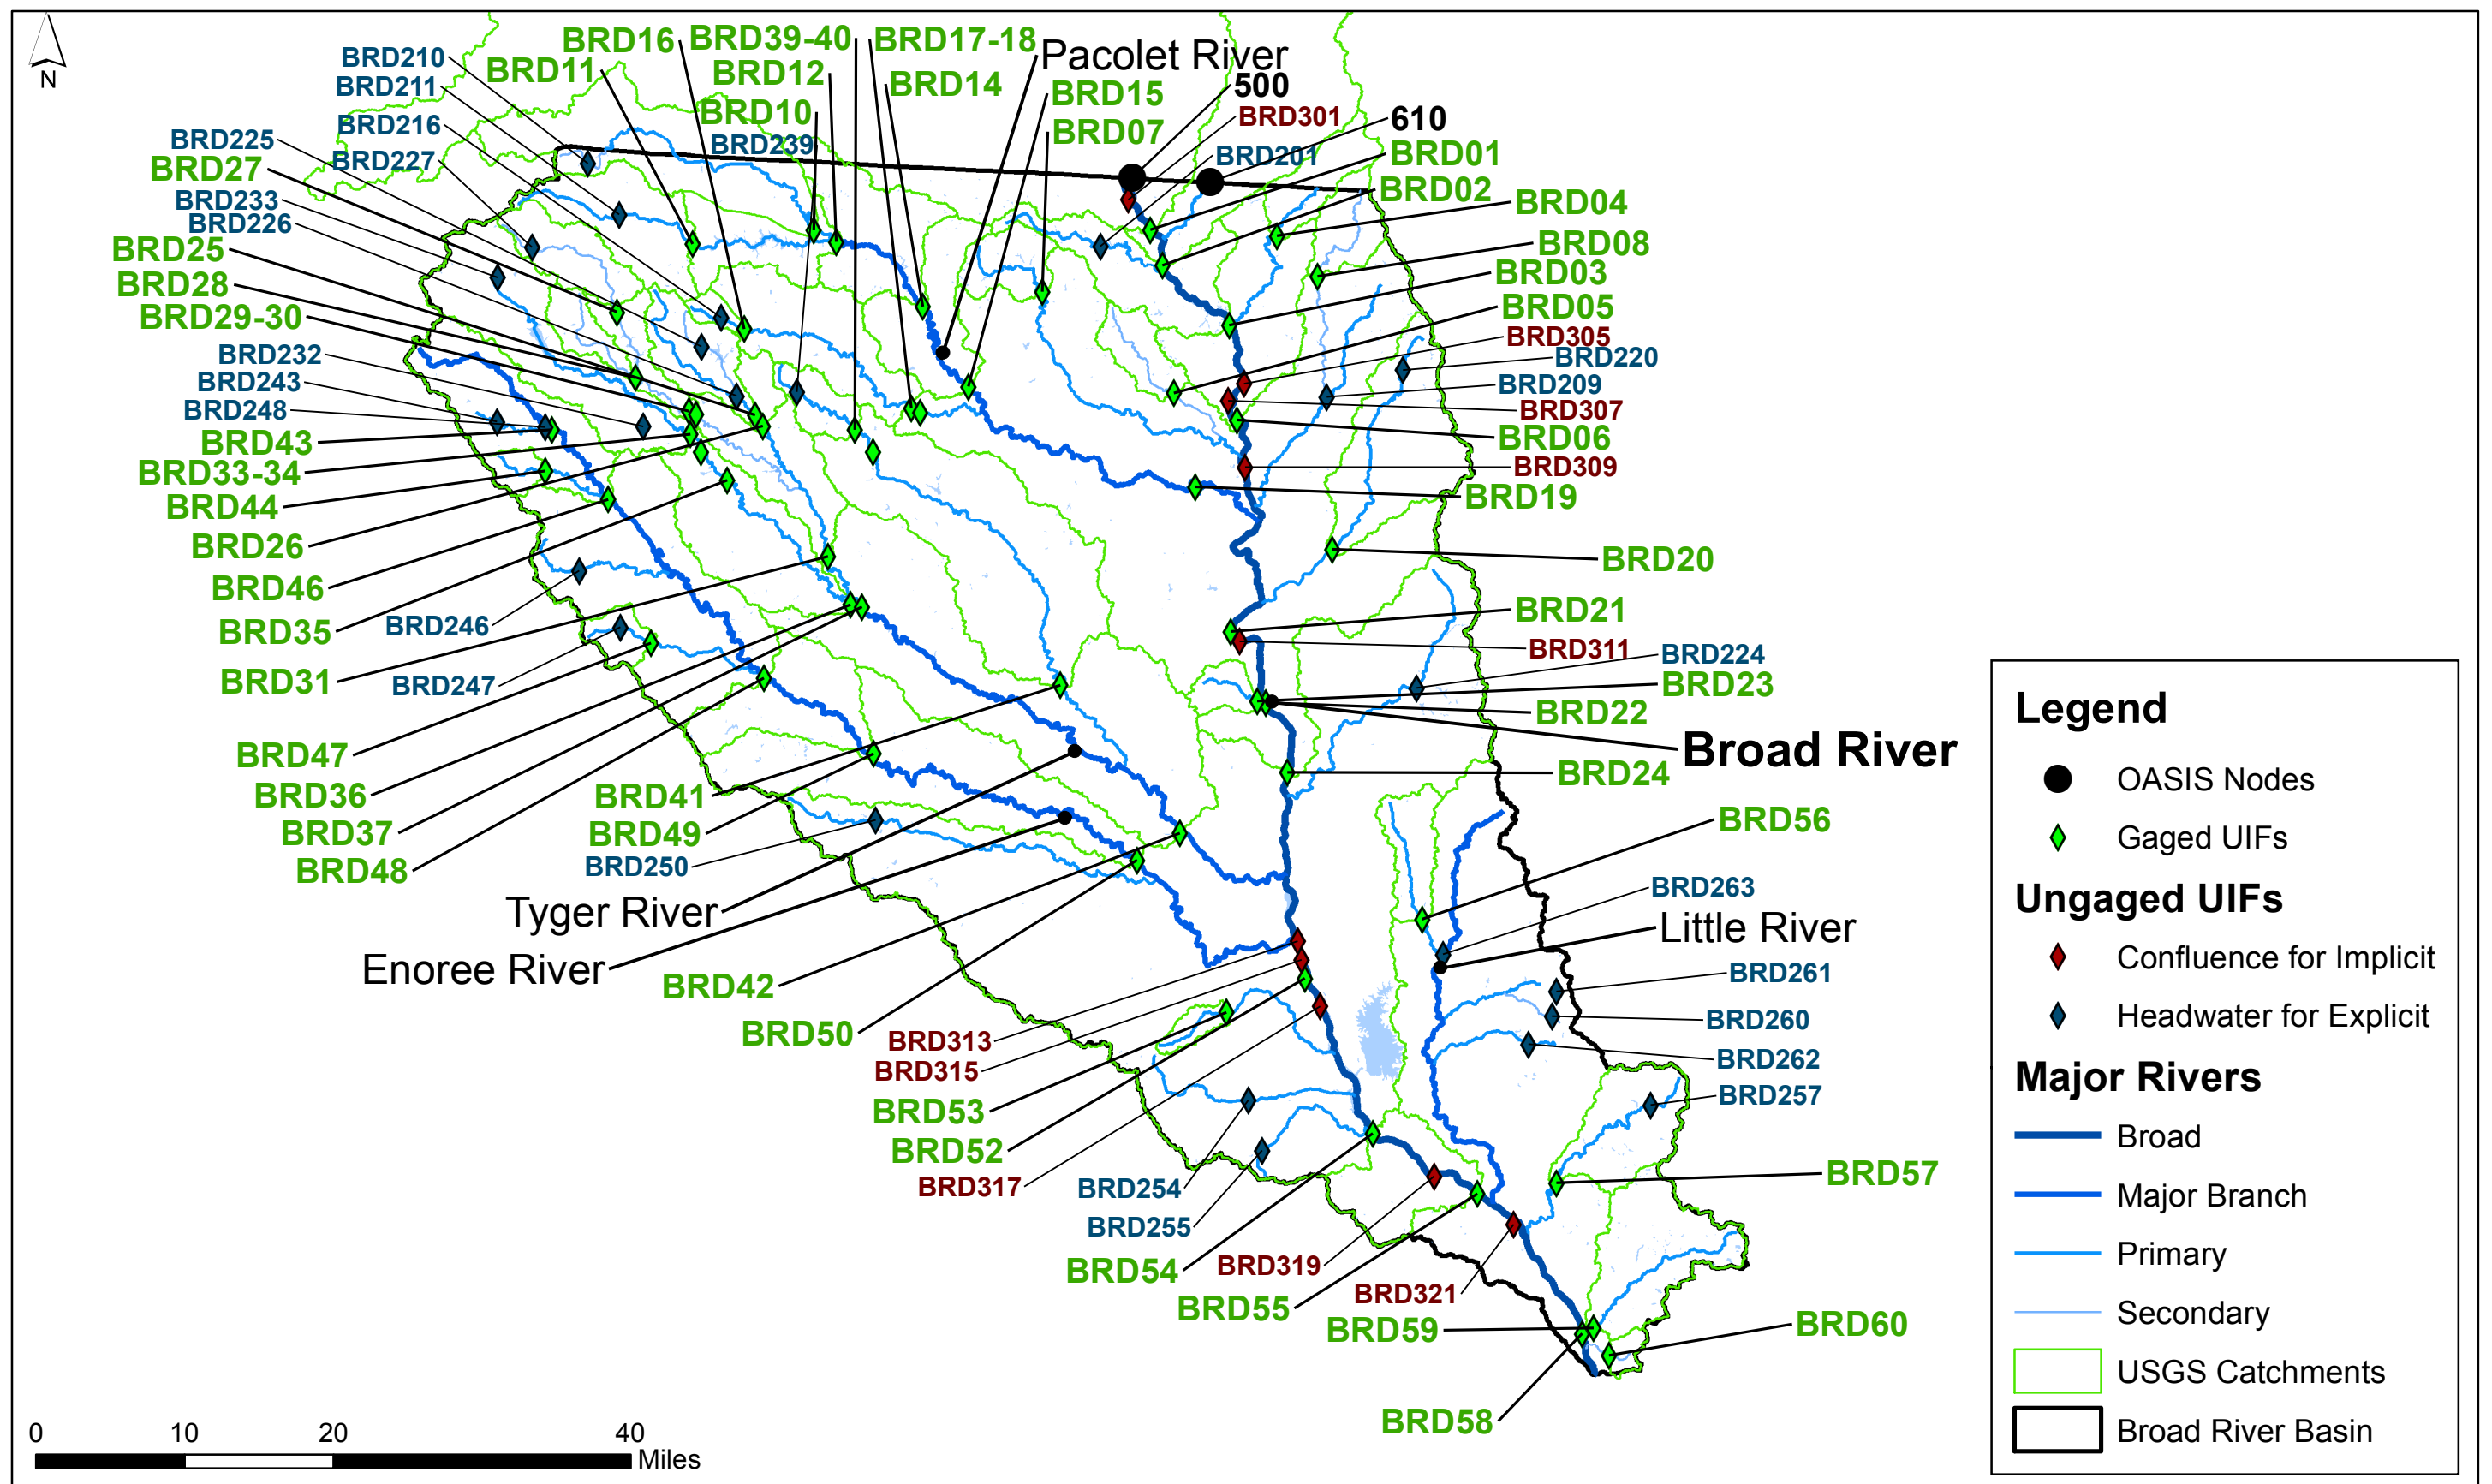 BRD16
BRD39-40
BRD17-18
Pacolet River
BRD210
BRD11
BRD12
BRD14
500
BRD211
BRD15
BRD10
BRD301
610
BRD216
BRD07
BRD225
BRD239
BRD201
BRD01
BRD227
BRD27
BRD02
BRD233
BRD04
BRD226
BRD25
BRD08
BRD28
BRD03
BRD29-30
BRD05
BRD305
BRD232
BRD220
BRD243
BRD209
BRD248
BRD307
BRD43
BRD06
BRD33-34
BRD309
BRD44
BRD19
BRD26
BRD20
BRD46
BRD21
BRD35
BRD246
BRD311
BRD224
BRD31
BRD247
BRD23
BRD22
BRD47
Broad River
BRD36
BRD41
BRD24
BRD37
BRD49
BRD56
BRD48
BRD250
BRD263
Tyger River
Little River
Enoree River
BRD42
BRD261
BRD50
BRD260
BRD313
BRD262
BRD315
BRD257
BRD53
BRD52
BRD57
BRD317
BRD254
BRD255
BRD54
BRD319
BRD321
BRD55
BRD59
BRD60
BRD58
N
0 10 20 40
Miles
Legend
OASIS Nodes
Gaged UIFs
Ungaged UIFs
Confluence for Implicit
Headwater for Explicit
Major Rivers
Broad
Major Branch
Primary
Secondary
USGS Catchments
Broad River Basin